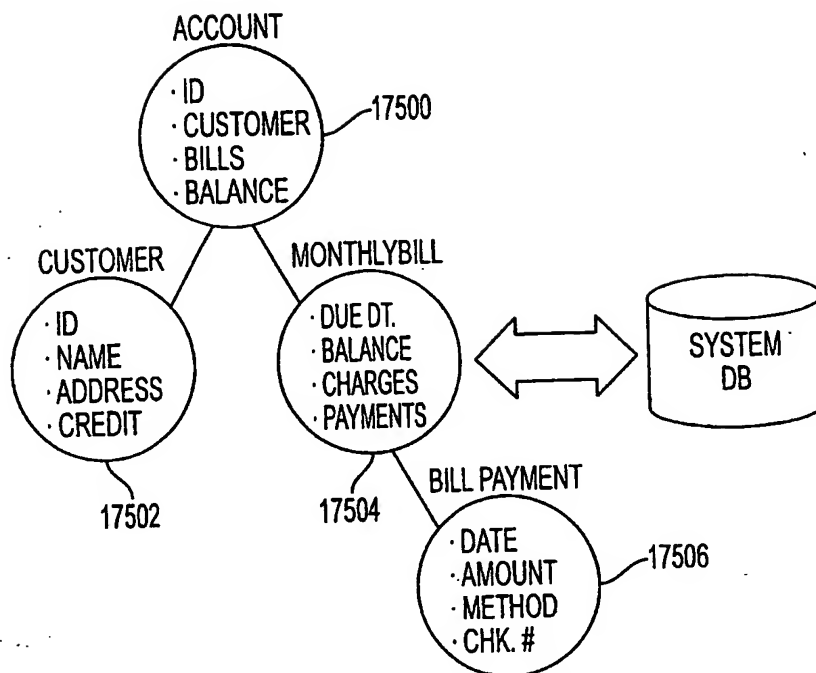 ACCOUNT
· ID
· CUSTOMER
· BILLS
· BALANCE
17500
CUSTOMER
· ID
· NAME
· ADDRESS
· CREDIT
17502
MONTHLYBILL
· DUE DT.
· BALANCE
· CHARGES
· PAYMENTS
17504
SYSTEM
DB
BILL PAYMENT
· DATE
· AMOUNT
· METHOD
· CHK. #
17506